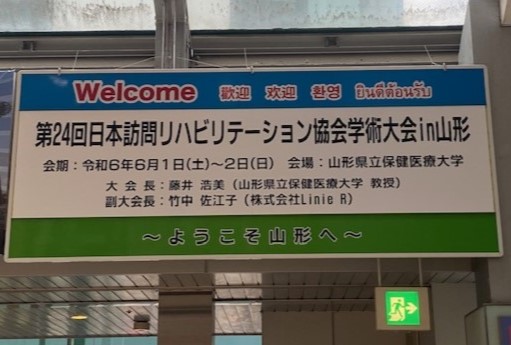 Welcome 歡迎 欢迎 환영 ยินดีต้อนรับ
第24回日本訪問リハビリテーション協会学術大会in山形
会期：令和6年6月1日(土)～2日(日) 会場：山形県立保健医療大学
大 会 長：藤井 浩美（山形県立保健医療大学 教授）
副大会長：竹中 佐江子（株式会社Linie R）
～ようこそ山形へ～